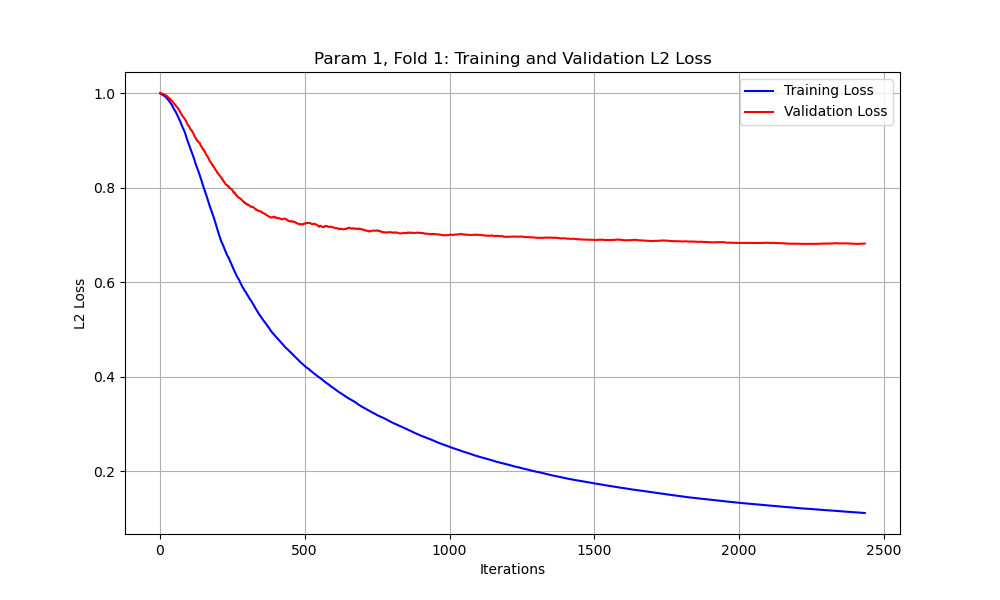 Param 1, Fold 1: Training and Validation L2 Loss
Training Loss
Validation Loss
L2 Loss
1.0
0.8
0.6
0.4
0.2
0
500
1000
1500
2000
2500
Iterations